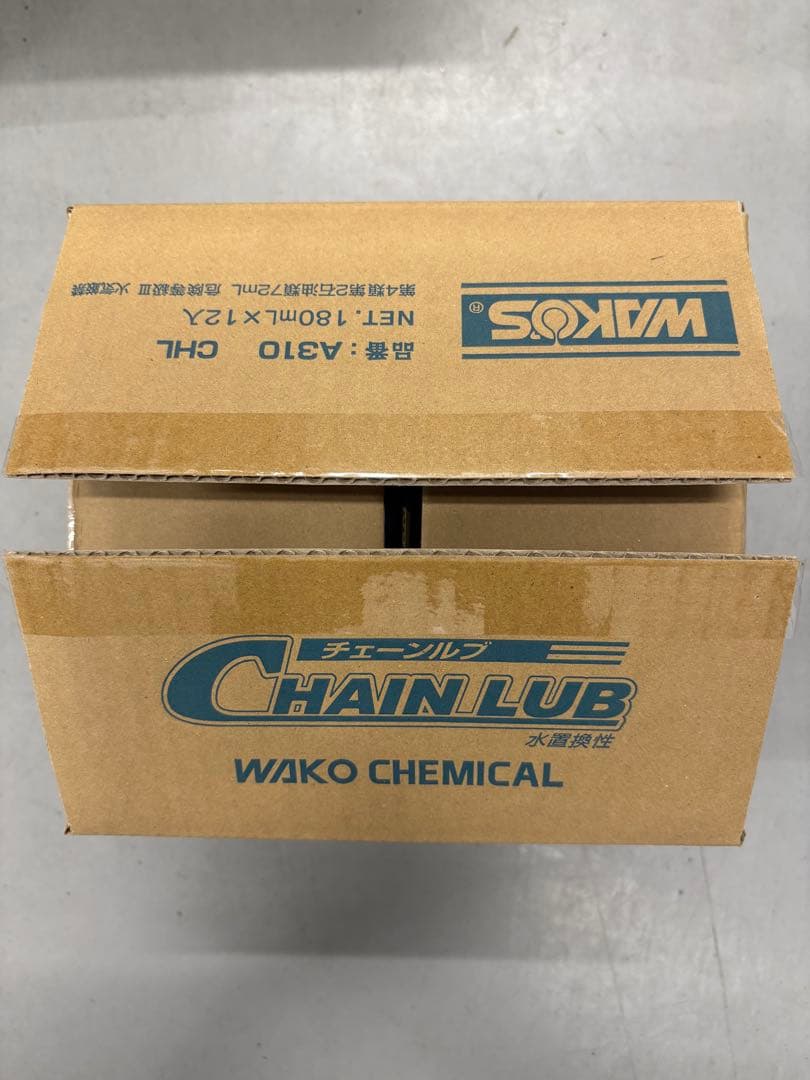 WAKO'S®
品番：A310 CHL
NET. 180mL×12入
第4類第2石油類72mL 危険等級Ⅲ 火気厳禁
チェーンルブ
CHAIN LUB
水置換性
WAKO CHEMICAL